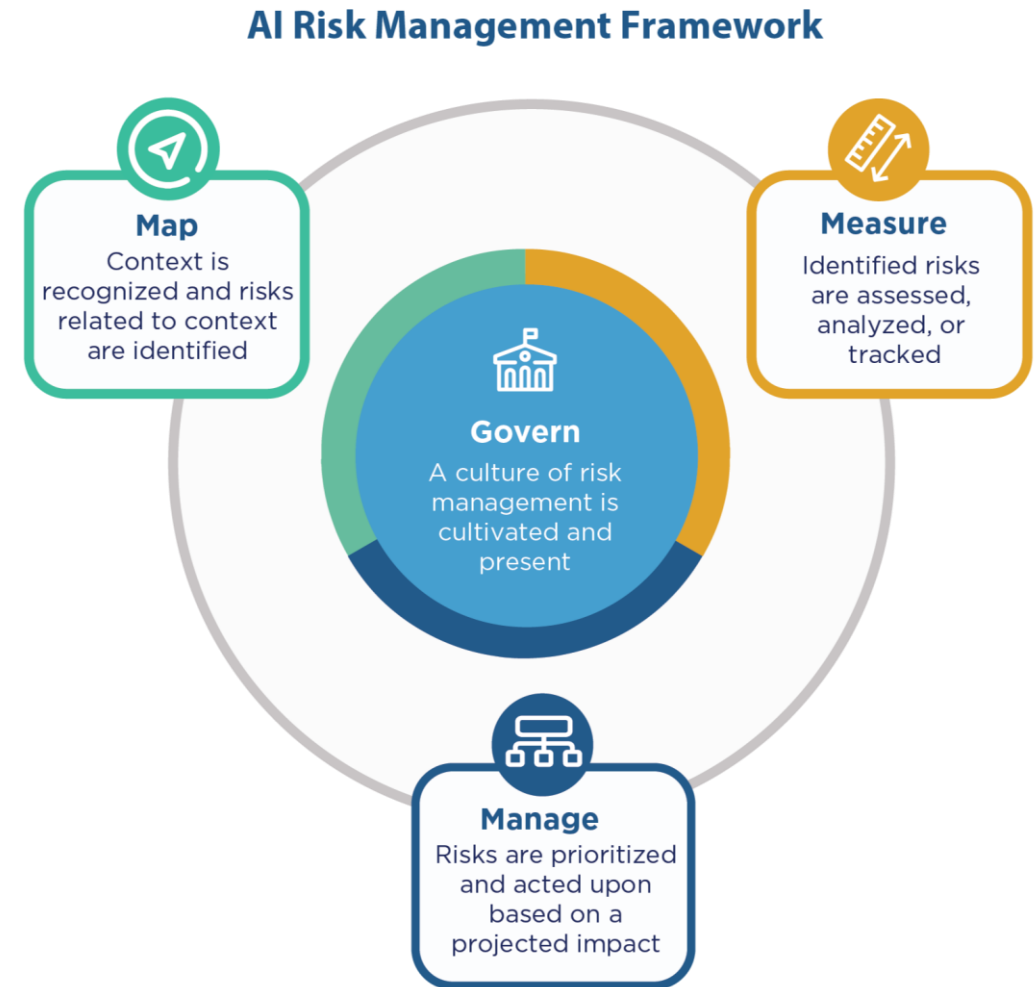 AI Risk Management Framework
Map
Context is
recognized and risks
related to context
are identified
Measure
Identified risks
are assessed,
analyzed, or
tracked
Govern
A culture of risk
management is
cultivated and
present
Manage
Risks are prioritized
and acted upon
based on a
projected impact